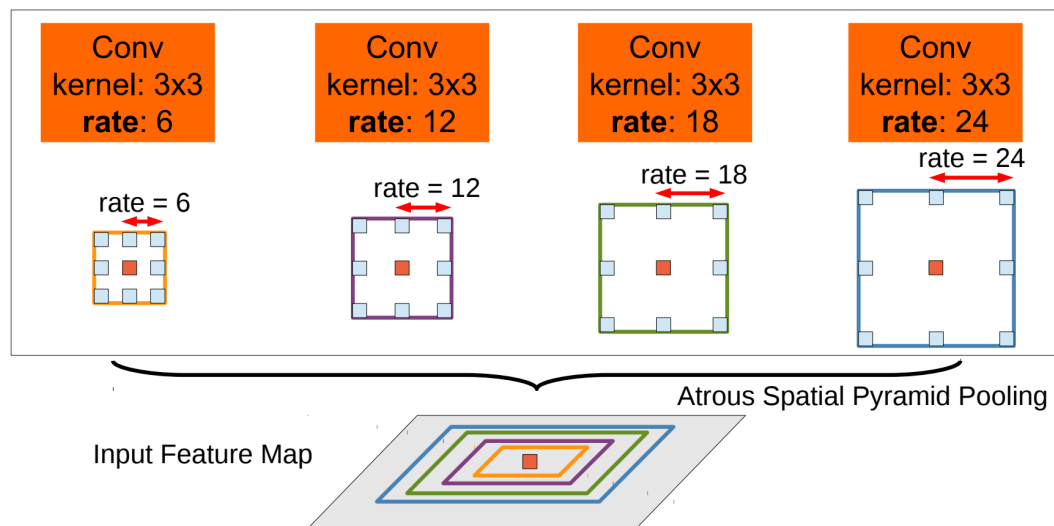 Conv
kernel: 3x3
rate: 6
Conv
kernel: 3x3
rate: 12
Conv
kernel: 3x3
rate: 18
Conv
kernel: 3x3
rate: 24
rate = 6
rate = 12
rate = 18
rate = 24
Atrous Spatial Pyramid Pooling
Input Feature Map